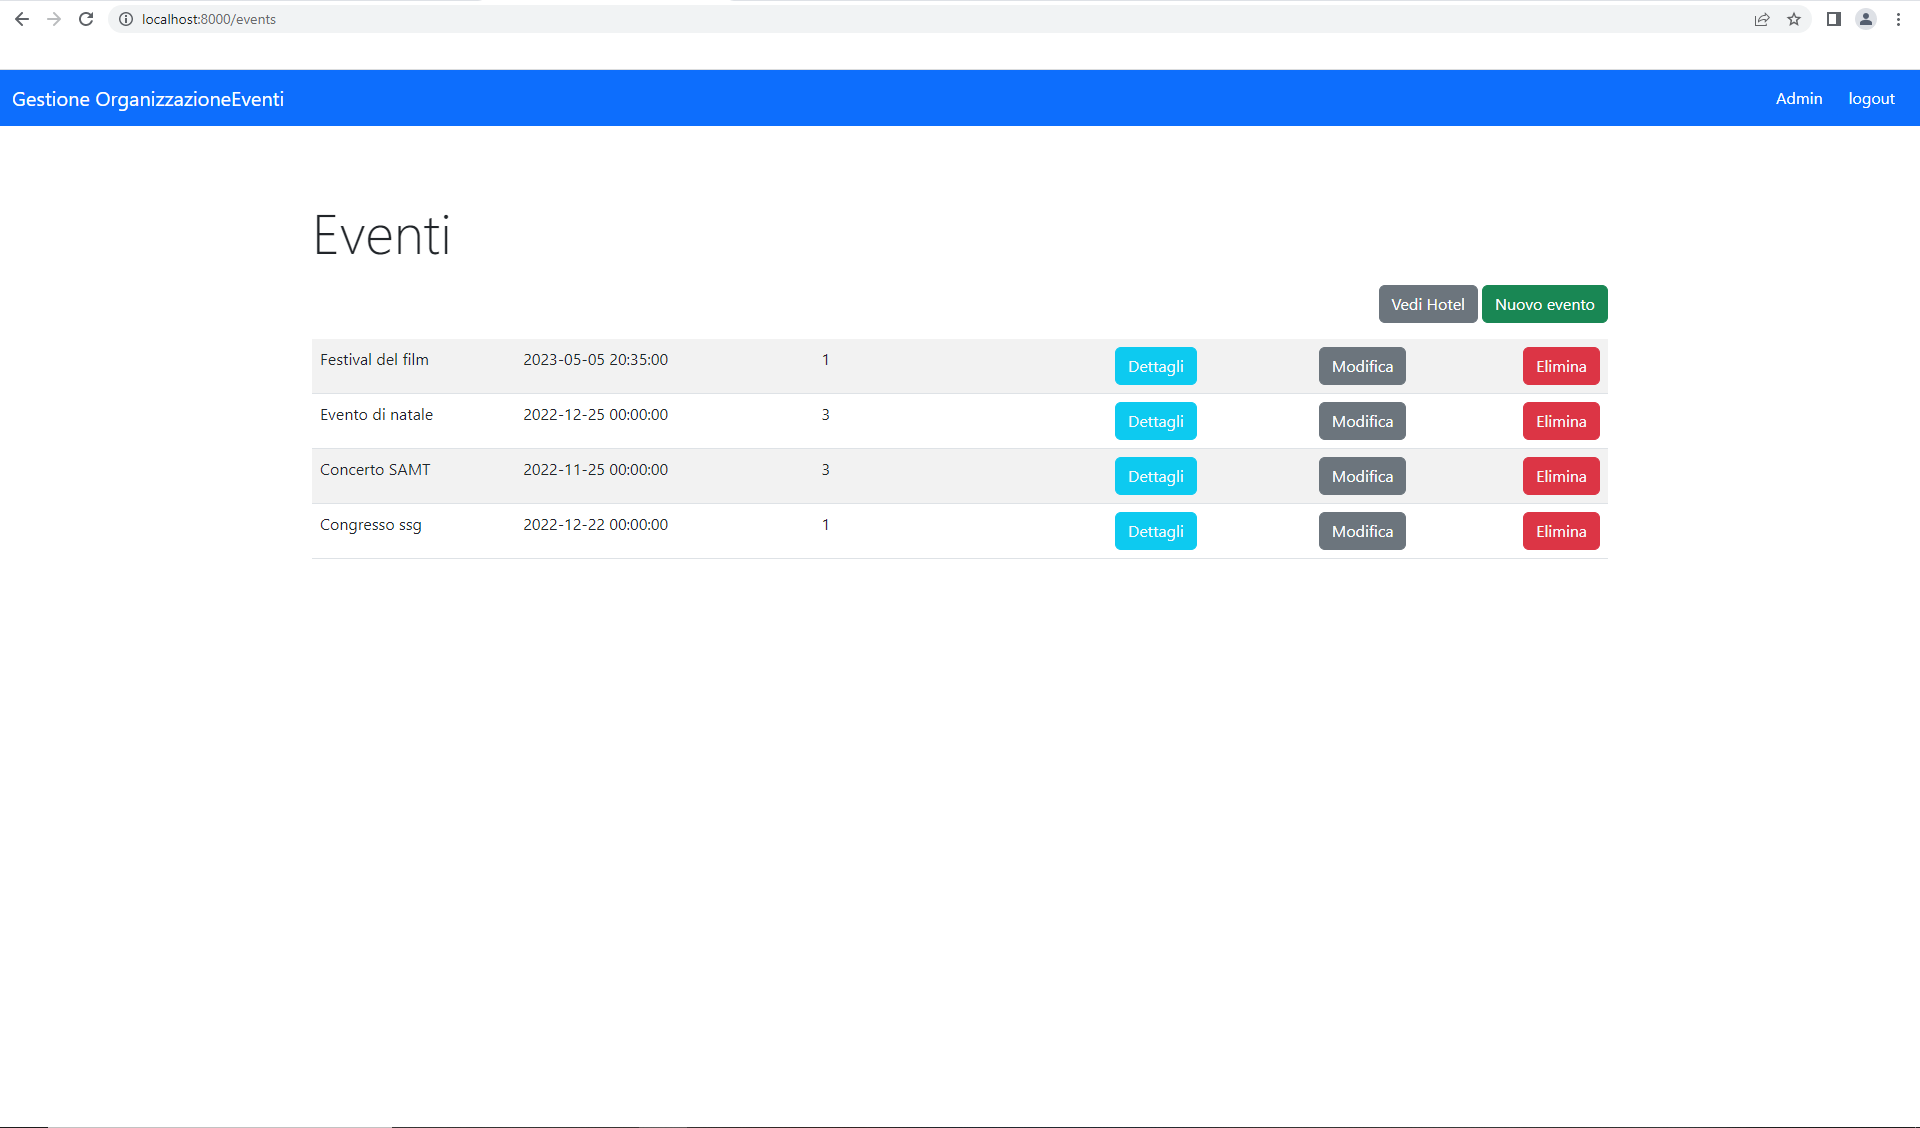 localhost:8000/events
Gestione OrganizzazioneEventi Admin logout
Eventi
Vedi Hotel Nuovo evento
Festival del film 2023-05-05 20:35:00 1 Dettagli Modifica Elimina
Evento di natale 2022-12-25 00:00:00 3 Dettagli Modifica Elimina
Concerto SAMT 2022-11-25 00:00:00 3 Dettagli Modifica Elimina
Congresso ssg 2022-12-22 00:00:00 1 Dettagli Modifica Elimina